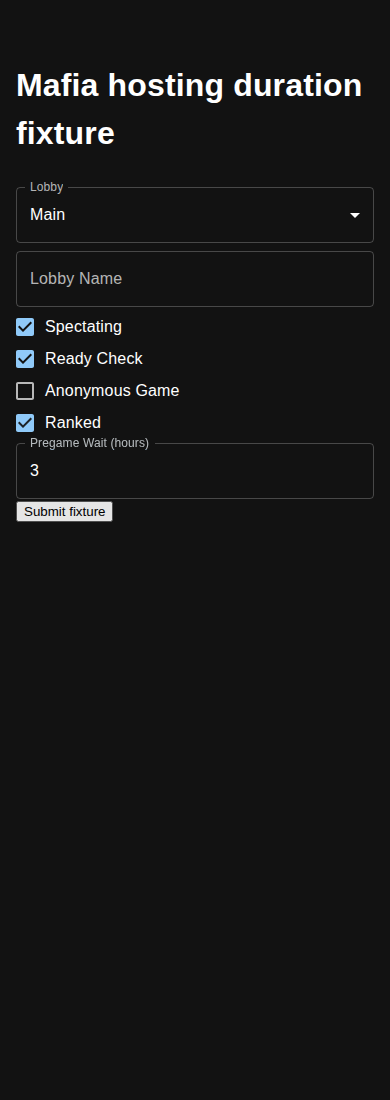 Mafia hosting duration
fixture
Lobby
Main
Lobby Name
Spectating
Ready Check
Anonymous Game
Ranked
Pregame Wait (hours)
3
Submit fixture